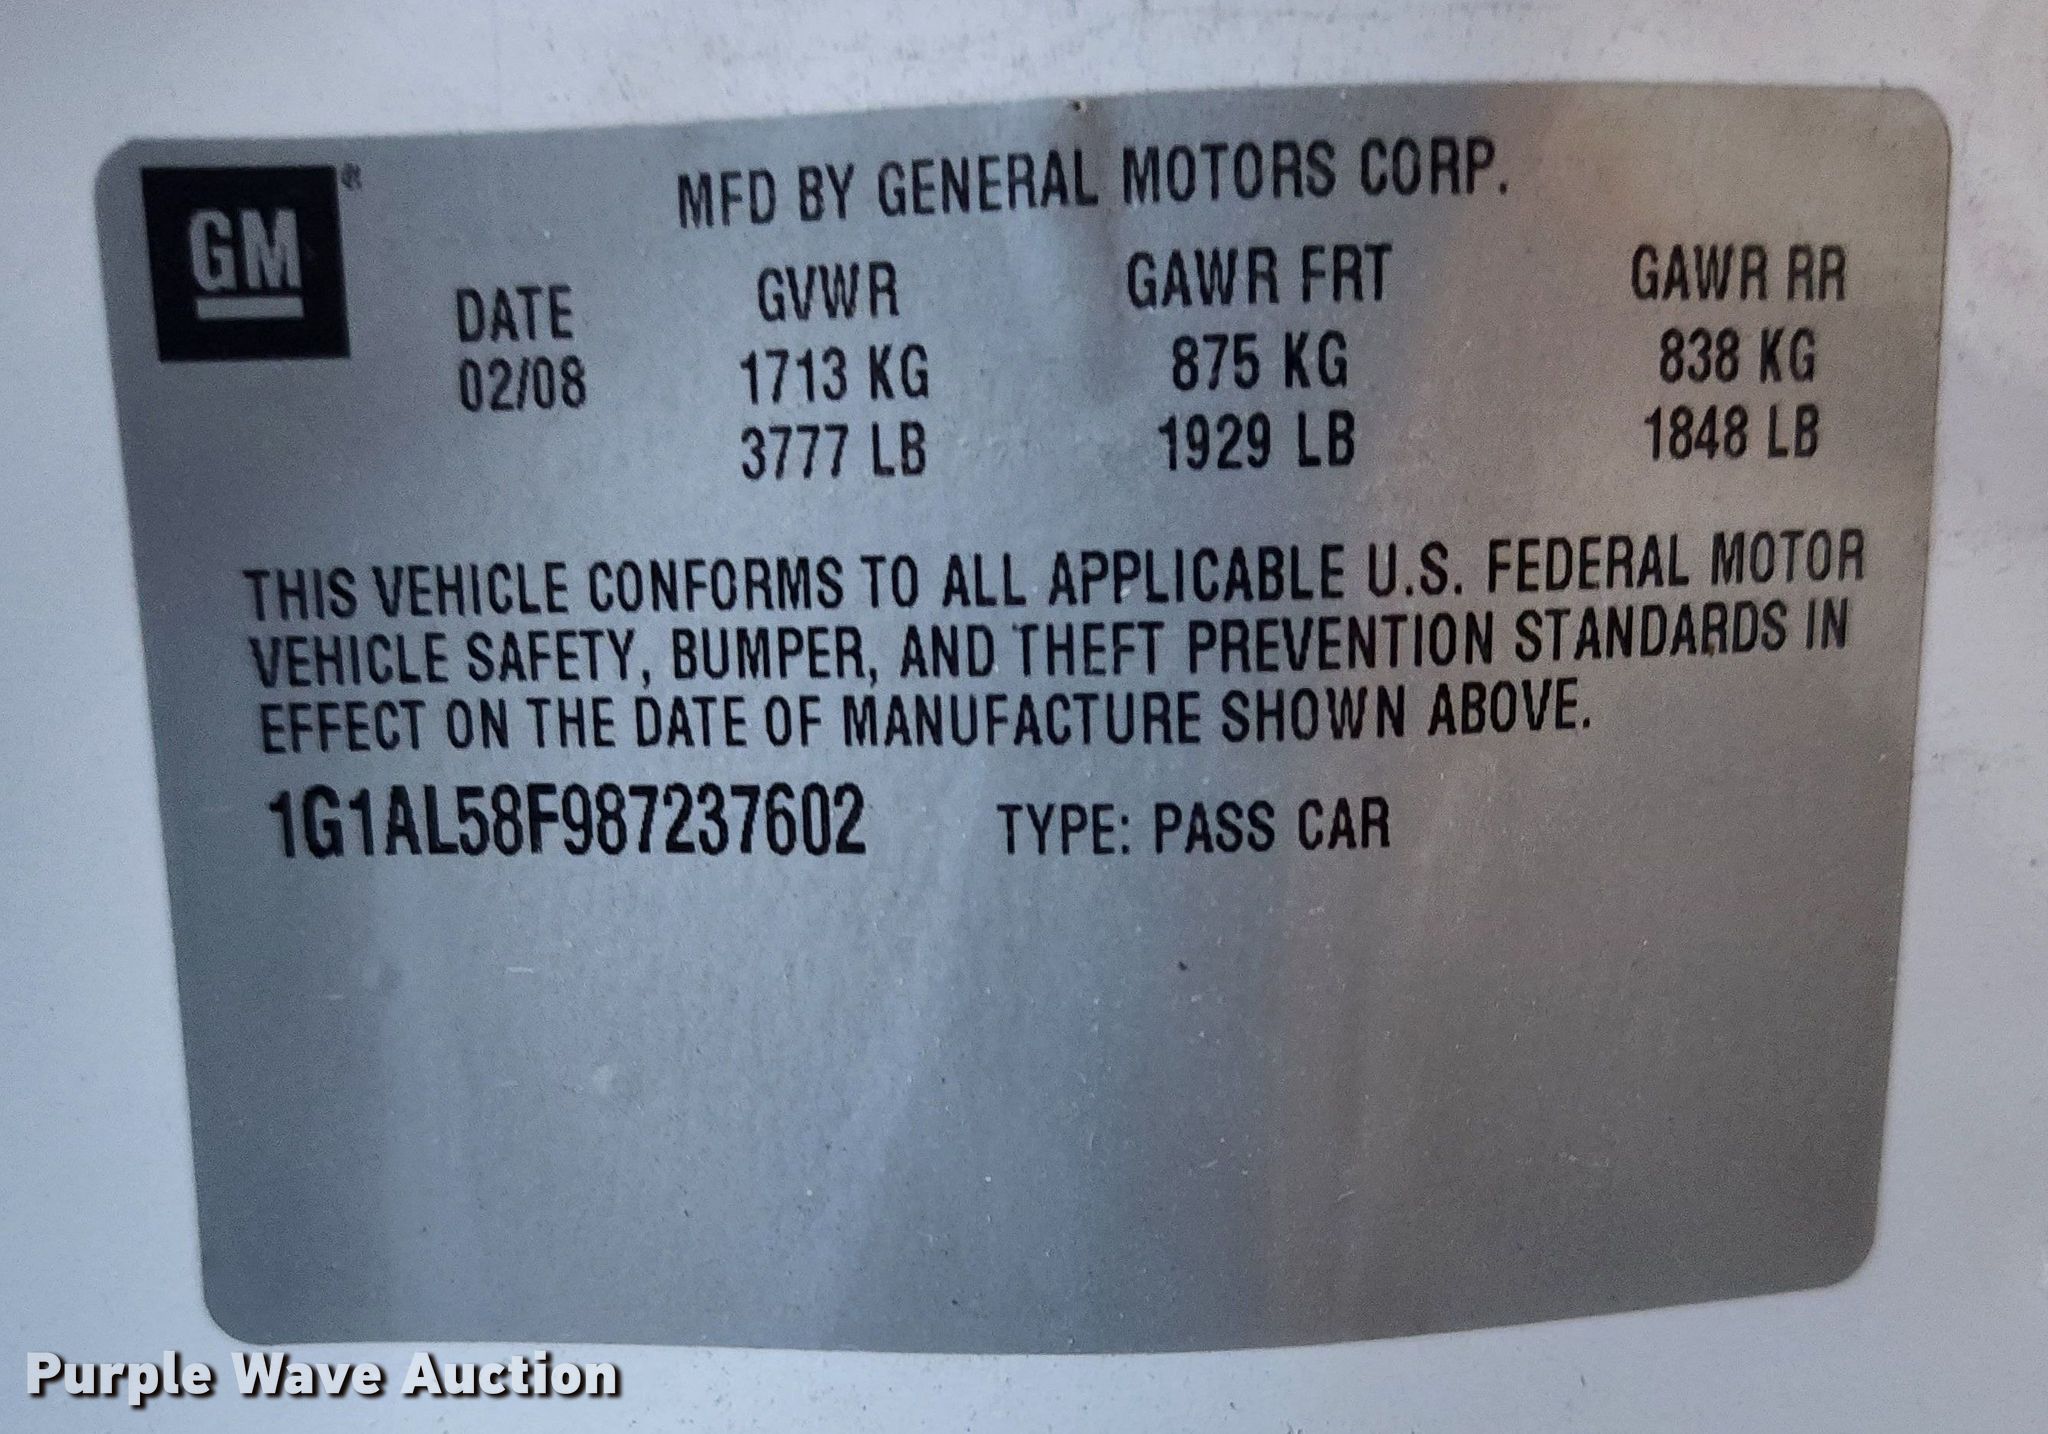 GM®
MFD BY GENERAL MOTORS CORP.
DATE GVWR GAWR FRT GAWR RR
02/08 1713 KG 875 KG 838 KG
3777 LB 1929 LB 1848 LB
THIS VEHICLE CONFORMS TO ALL APPLICABLE U.S. FEDERAL MOTOR
VEHICLE SAFETY, BUMPER, AND THEFT PREVENTION STANDARDS IN
EFFECT ON THE DATE OF MANUFACTURE SHOWN ABOVE.
1G1AL58F987237602 TYPE: PASS CAR
Purple Wave Auction